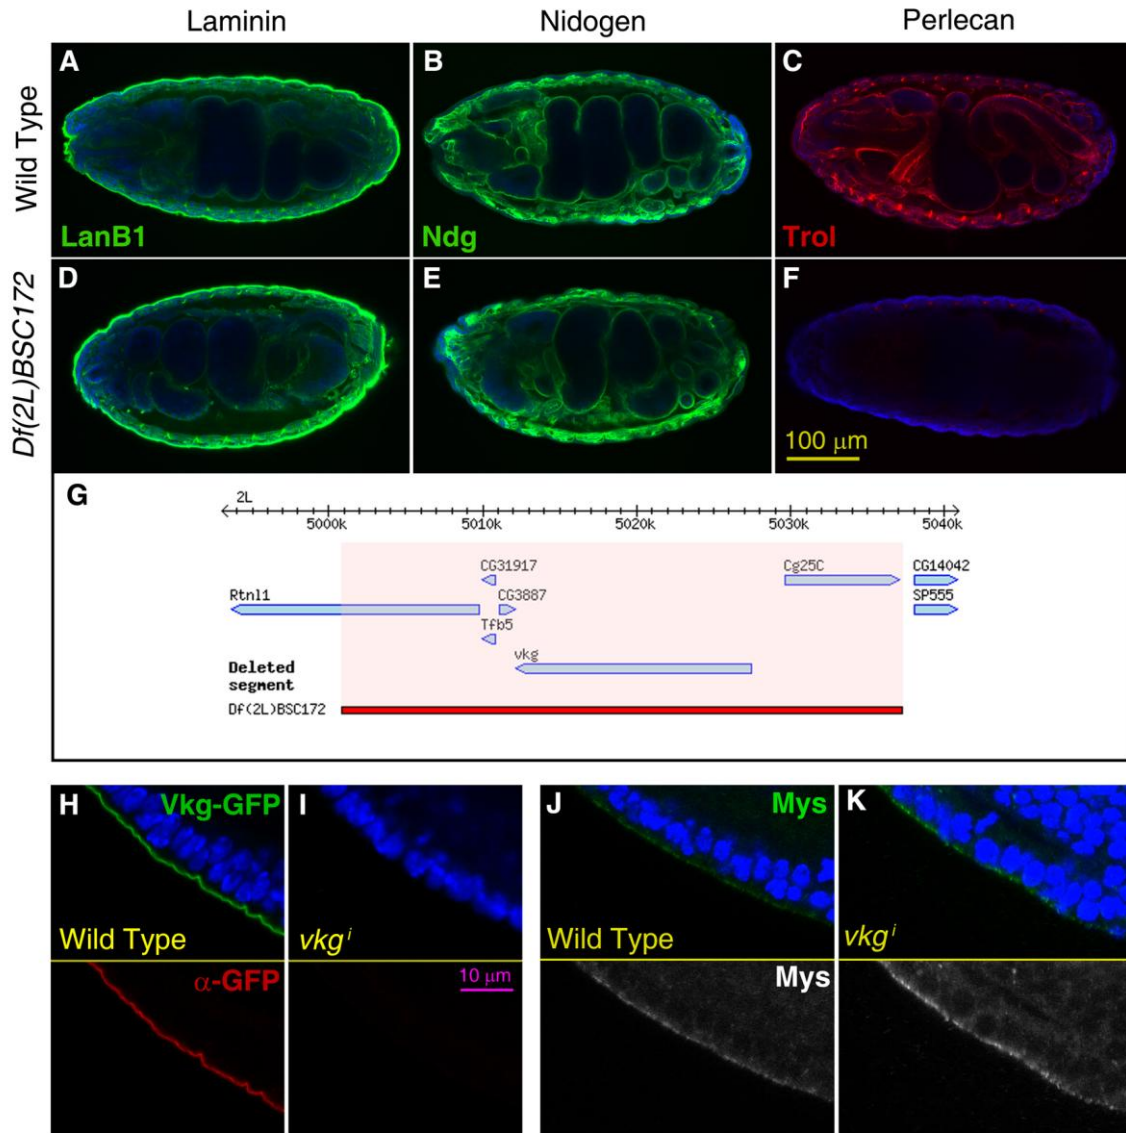 Laminin Nidogen Perlecan
Wild Type
A B C
LanB1 Ndg Trol
Df(2L)BSC172
D E F
100 μm
G
2L
5000k 5010k 5020k 5030k 5040k
CG31917 Cg25C CG14042
Rtnl1 CG3887 SP555
Tfb5
vkg
Deleted
segment
Df(2L)BSC172
H Vkg-GFP I J Mys K
Wild Type vkg i Wild Type vkg i
α-GFP 10 μm Mys